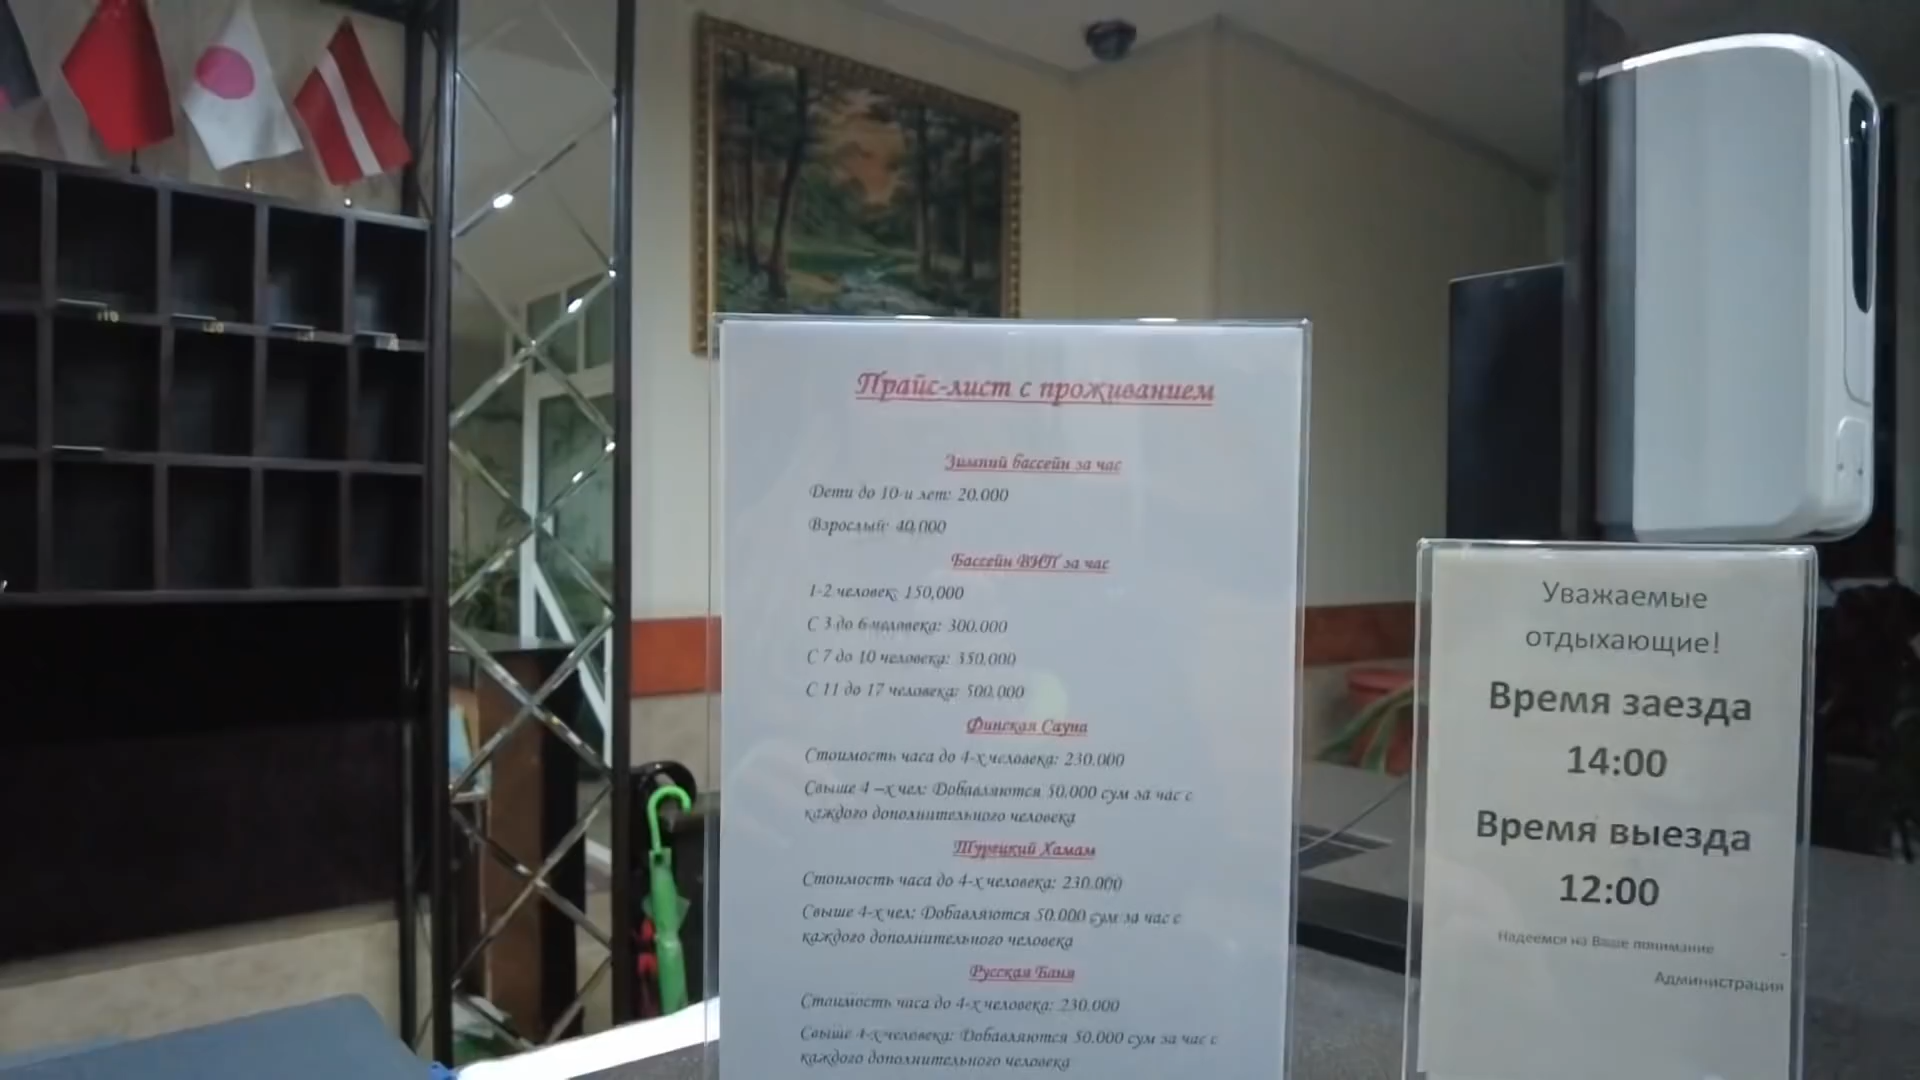 Прайс-лист с проживанием
Зимний бассейн за час
Дети до 10-и лет: 20.000
Взрослый: 40,000
Бассейн ВИП за час
1-2 человек: 150,000
С 3 до 6 человека: 300.000
С 7 до 10 человека: 350.000
С 11 до 17 человека: 500.000
Финская Сауна
Стоимость часа до 4-х человека: 230.000
Свыше 4 –х чел: Добавляются 50.000 сум за час с
каждого дополнительного человека
Турецкий Хамам
Стоимость часа до 4-х человека: 230.000
Свыше 4-х чел: Добавляются 50.000 сум за час с
каждого дополнительного человека
Русская Баня
Стоимость часа до 4-х человека: 230.000
Свыше 4-х человека: Добавляются 50.000 сум за час с
каждого дополнительного человека
Уважаемые
отдыхающие!
Время заезда
14:00
Время выезда
12:00
Надеемся на Ваше понимание
Администрация